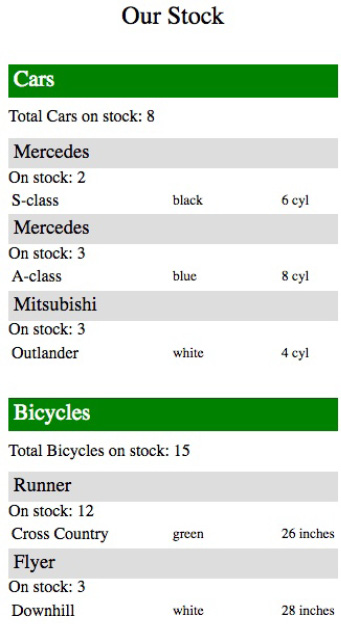 Our Stock
Cars
Total Cars on stock: 8
Mercedes
On stock: 2
S-class black 6 cyl
Mercedes
On stock: 3
A-class blue 8 cyl
Mitsubishi
On stock: 3
Outlander white 4 cyl
Bicycles
Total Bicycles on stock: 15
Runner
On stock: 12
Cross Country green 26 inches
Flyer
On stock: 3
Downhill white 28 inches